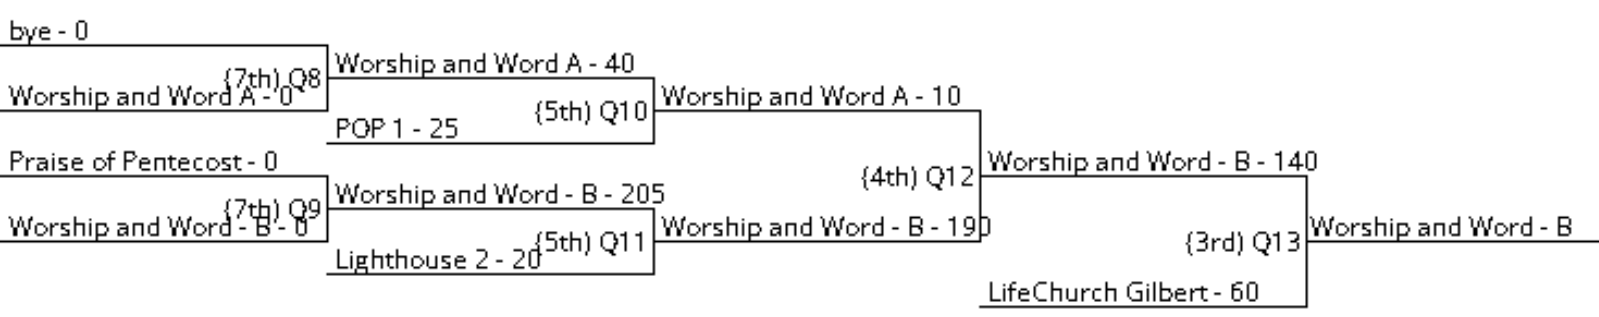 bye - 0
(7th) Q8
Worship and Word A - 0
Praise of Pentecost - 0
(7th) Q9
Worship and Word - B - 0
Worship and Word A - 40
(5th) Q10
POP 1 - 25
Worship and Word - B - 205
(5th) Q11
Lighthouse 2 - 20
Worship and Word A - 10
(4th) Q12
Worship and Word - B - 190
Worship and Word - B - 140
(3rd) Q13
LifeChurch Gilbert - 60
Worship and Word - B